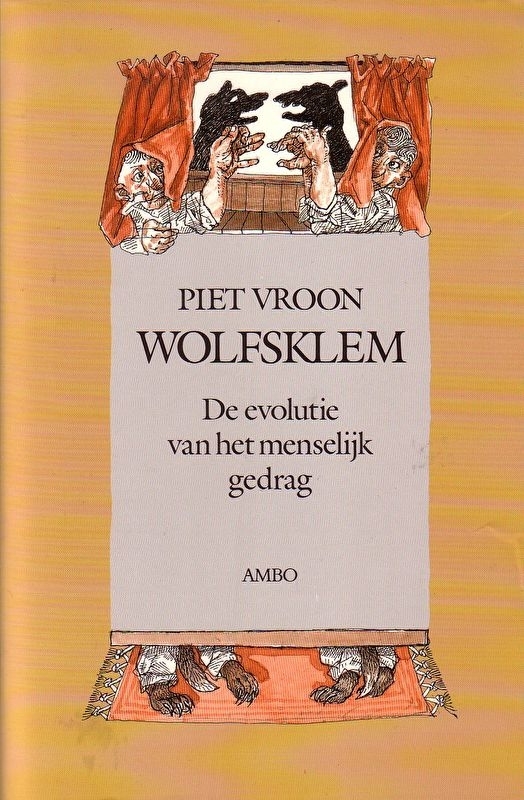 PIET VROON
WOLFSKLEM
De evolutie
van het menselijk
gedrag
AMBO